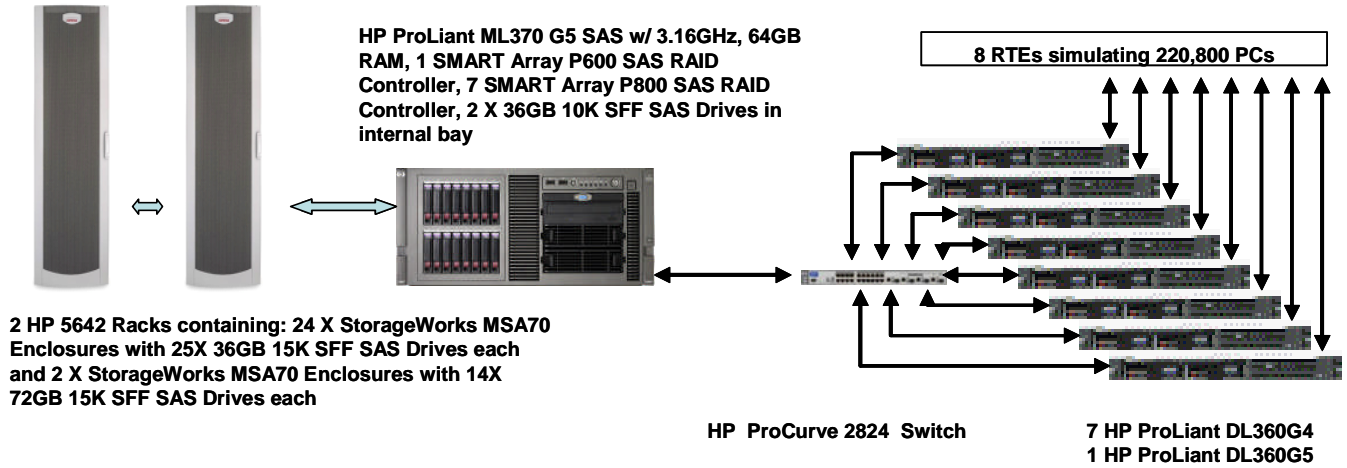 HP ProLiant ML370 G5 SAS w/ 3.16GHz, 64GB
RAM, 1 SMART Array P600 SAS RAID
Controller, 7 SMART Array P800 SAS RAID
Controller, 2 X 36GB 10K SFF SAS Drives in
internal bay
8 RTEs simulating 220,800 PCs
2 HP 5642 Racks containing: 24 X StorageWorks MSA70
Enclosures with 25X 36GB 15K SFF SAS Drives each
and 2 X StorageWorks MSA70 Enclosures with 14X
72GB 15K SFF SAS Drives each
HP ProCurve 2824 Switch
7 HP ProLiant DL360G4
1 HP ProLiant DL360G5